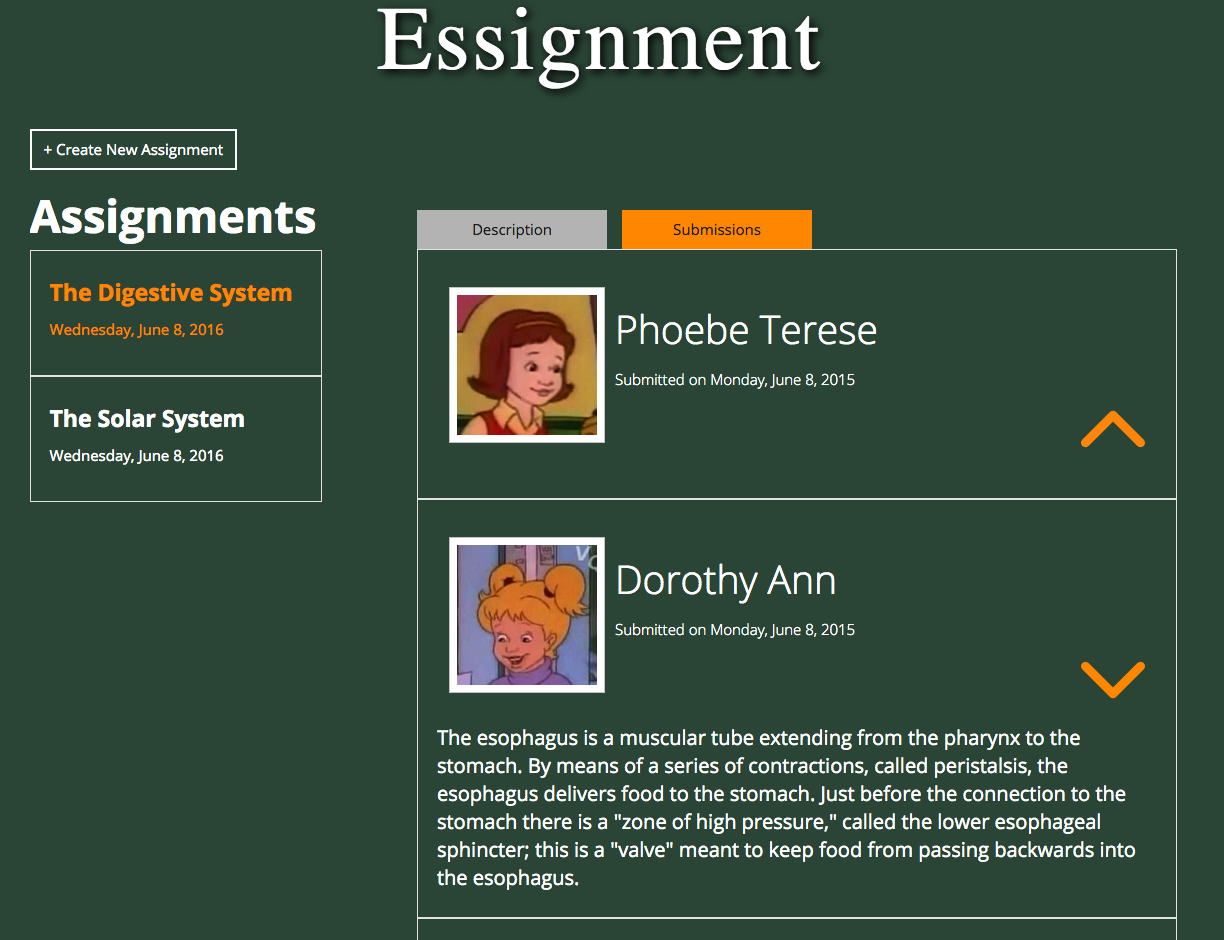 Essignment
+ Create New Assignment
Assignments
The Digestive System
Wednesday, June 8, 2016
The Solar System
Wednesday, June 8, 2016
Description
Submissions
Phoebe Terese
Submitted on Monday, June 8, 2015
Dorothy Ann
Submitted on Monday, June 8, 2015
The esophagus is a muscular tube extending from the pharynx to the
stomach. By means of a series of contractions, called peristalsis, the
esophagus delivers food to the stomach. Just before the connection to the
stomach there is a "zone of high pressure," called the lower esophageal
sphincter; this is a "valve" meant to keep food from passing backwards into
the esophagus.